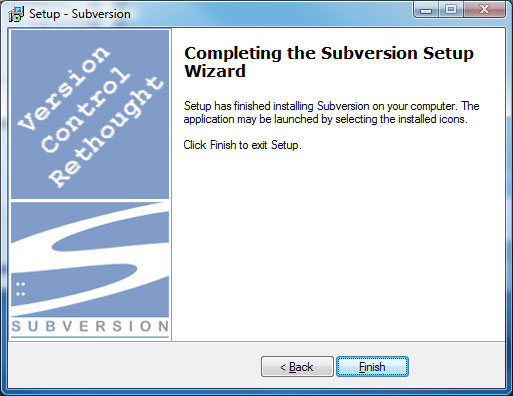 Setup - Subversion
Version
Control
Rethought
Completing the Subversion Setup
Wizard
Setup has finished installing Subversion on your computer. The
application may be launched by selecting the installed icons.
Click Finish to exit Setup.
SUBVERSION
< Back
Finish